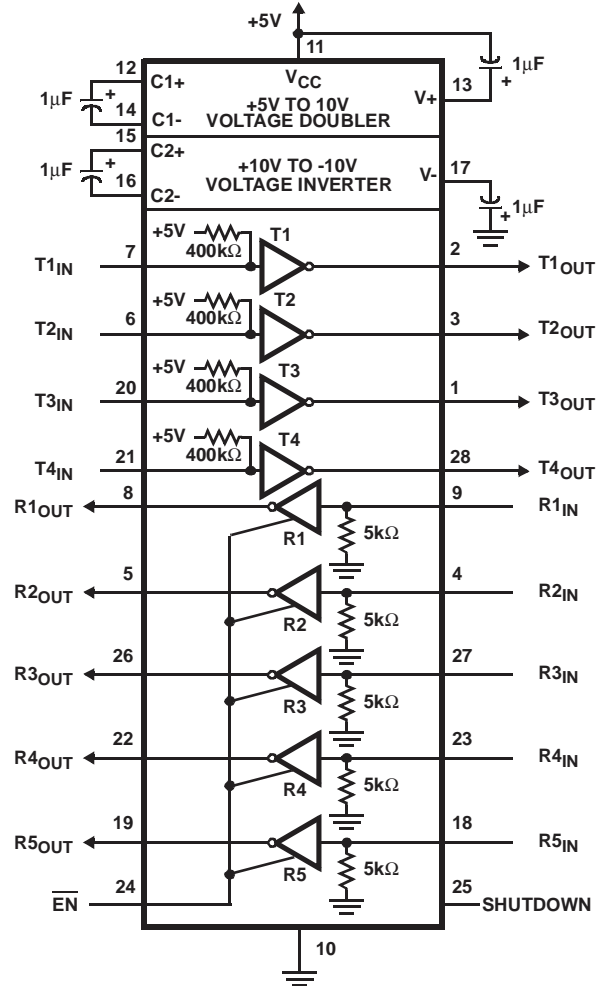 +5V
11
12
C1+
VCC
1μF
+
13
V+
+
1μF
+5V TO 10V
VOLTAGE DOUBLER
14
C1-
15
C2+
1μF
+
+10V TO -10V
VOLTAGE INVERTER
V-
17
16
C2-
+
1μF
+5V
400kΩ
T1
T1IN
7
2
T1OUT
+5V
400kΩ
T2
T2IN
6
3
T2OUT
+5V
400kΩ
T3
T3IN
20
1
T3OUT
+5V
400kΩ
T4
T4IN
21
28
T4OUT
R1OUT
8
9
R1IN
R1
5kΩ
R2OUT
5
4
R2IN
R2
5kΩ
R3OUT
26
27
R3IN
R3
5kΩ
R4OUT
22
23
R4IN
R4
5kΩ
R5OUT
19
18
R5IN
R5
5kΩ
EN
24
25
SHUTDOWN
10